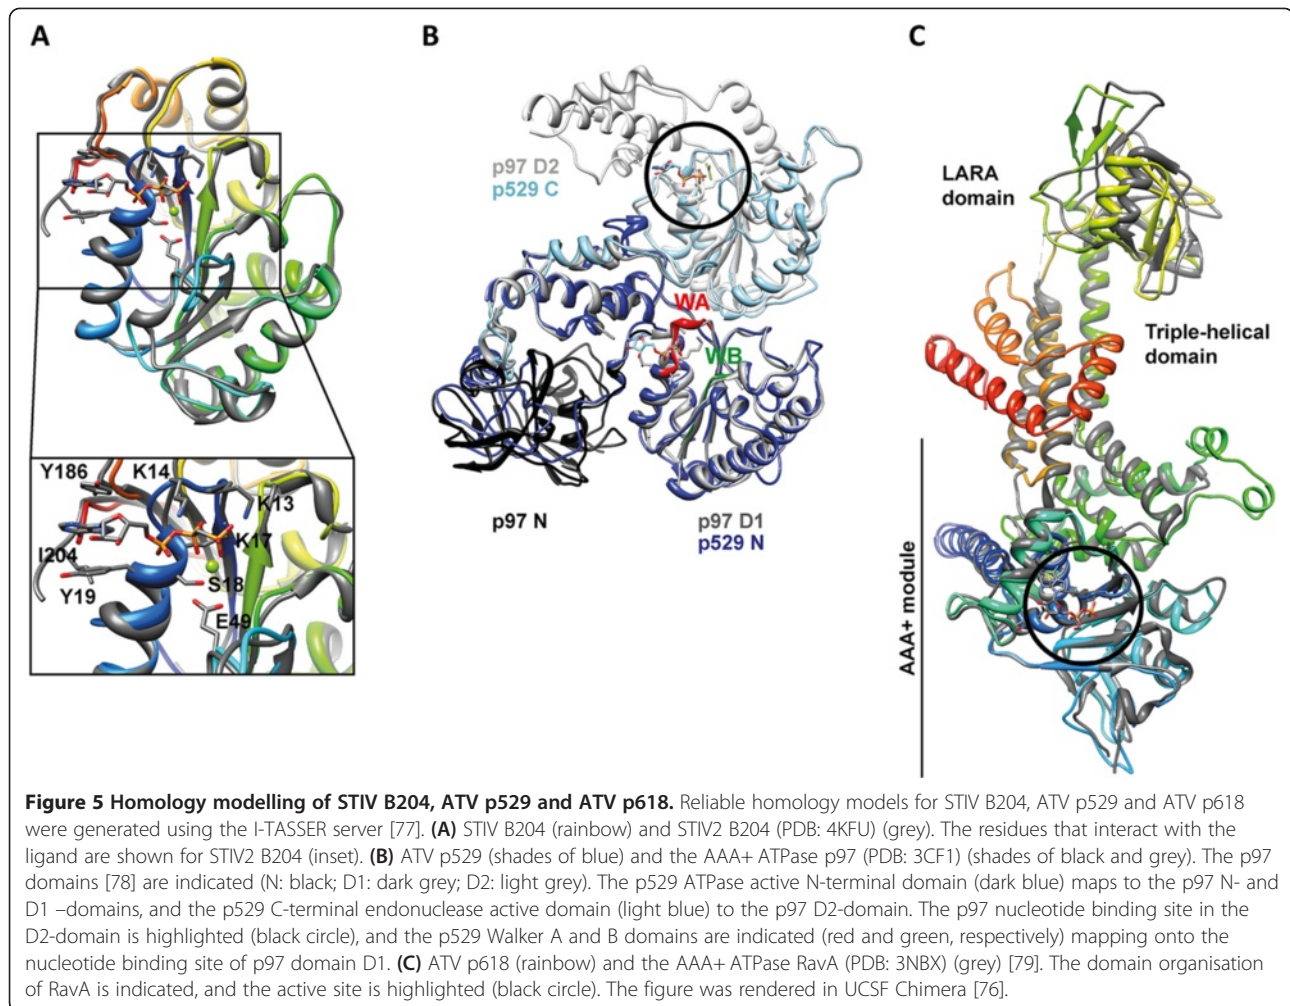 A
B
C
p97 D2
p529 C
LARA
domain
WA
WB
Triple-helical
domain
AAA+ module
Y186
K14
K13
K17
I204
S18
Y19
E49
p97 N
p97 D1
p529 N
Figure 5 Homology modelling of STIV B204, ATV p529 and ATV p618. Reliable homology models for STIV B204, ATV p529 and ATV p618
were generated using the I-TASSER server [77]. (A) STIV B204 (rainbow) and STIV2 B204 (PDB: 4KFU) (grey). The residues that interact with the
ligand are shown for STIV2 B204 (inset). (B) ATV p529 (shades of blue) and the AAA+ ATPase p97 (PDB: 3CF1) (shades of black and grey). The p97
domains [78] are indicated (N: black; D1: dark grey; D2: light grey). The p529 ATPase active N-terminal domain (dark blue) maps to the p97 N- and
D1 –domains, and the p529 C-terminal endonuclease active domain (light blue) to the p97 D2-domain. The p97 nucleotide binding site in the
D2-domain is highlighted (black circle), and the p529 Walker A and B domains are indicated (red and green, respectively) mapping onto the
nucleotide binding site of p97 domain D1. (C) ATV p618 (rainbow) and the AAA+ ATPase RavA (PDB: 3NBX) (grey) [79]. The domain organisation
of RavA is indicated, and the active site is highlighted (black circle). The figure was rendered in UCSF Chimera [76].